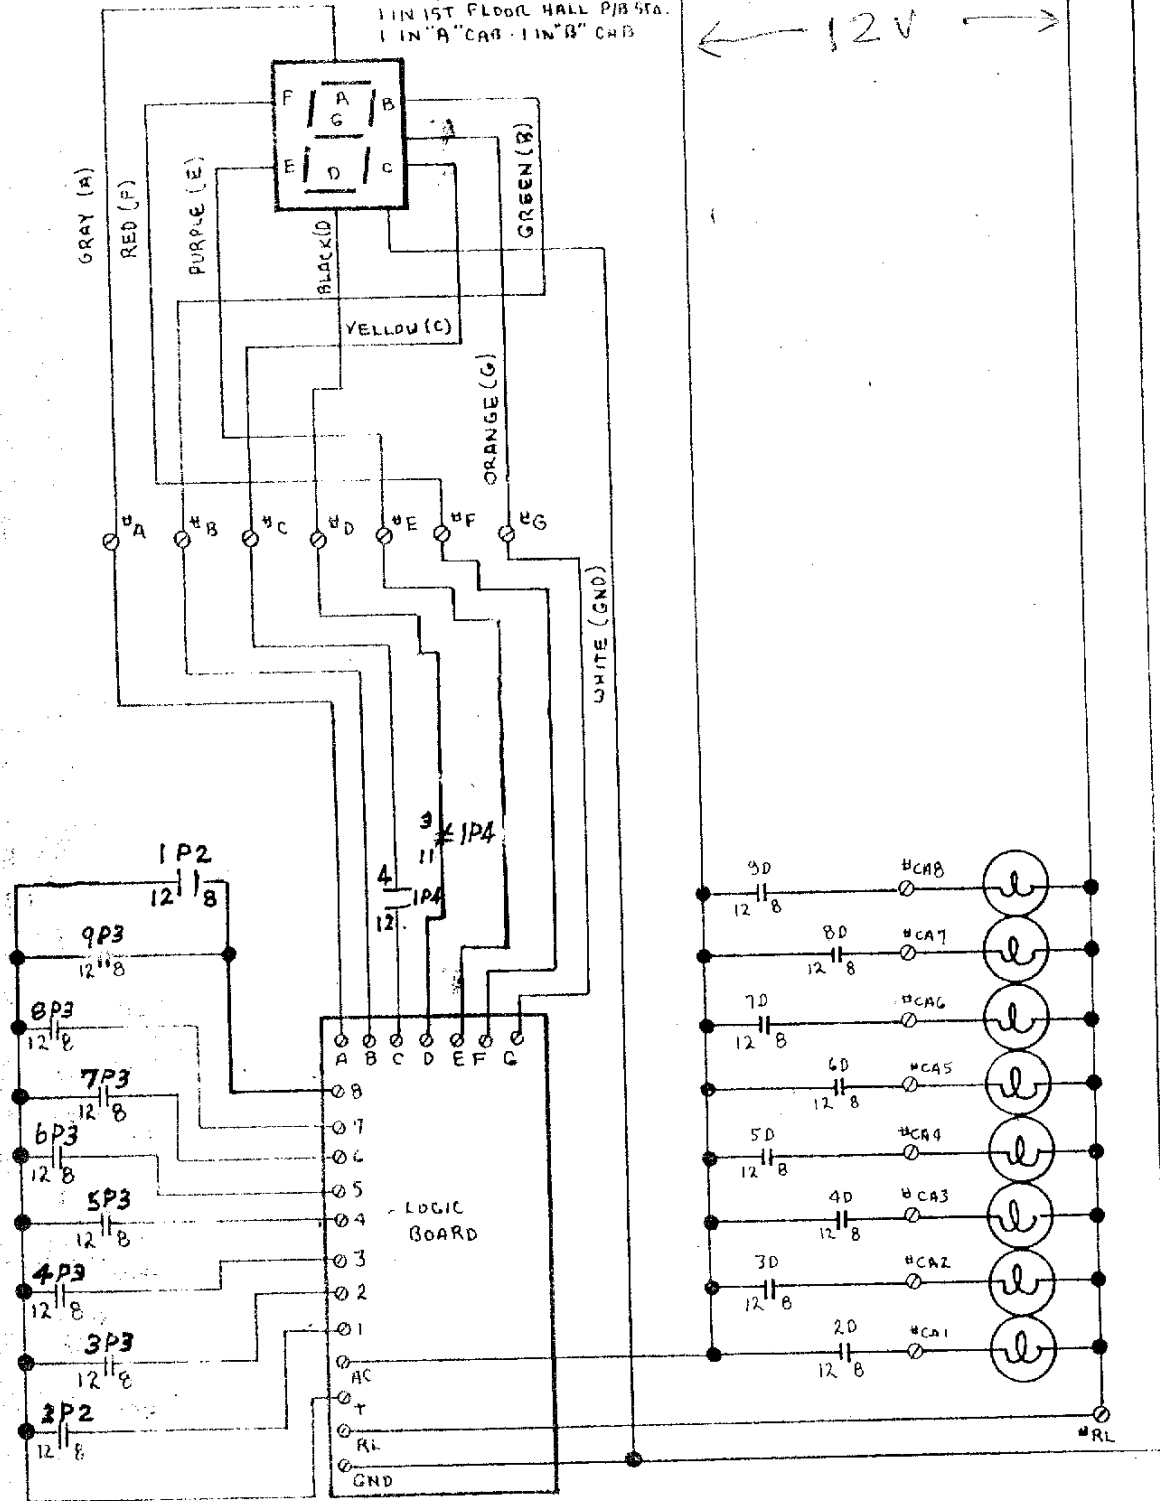 1 IN 1ST FLOOR HALL P/B STA.
1 IN "A" CAB. 1 IN "B" CAB
12V
F
A
B
G
E
D
C
GRAY (A)
RED (F)
PURPLE (E)
BLACK (D
GREEN (B)
YELLOW (C)
ORANGE (G)
WHITE (GND)
#A
#B
#C
#D
#E
#F
#G
3
1P4
11
4
1P4
12
1P2
12 8
9P3
12 8
8P3
12 8
7P3
12 8
6P3
12 8
5P3
12 8
4P3
12 8
3P3
12 8
2P2
12 8
A B C D E F G
8
7
6
5
4
3
2
1
AC
+
RL
GND
LOGIC
BOARD
9D
12 8
#CA8
8D
12 8
#CA7
7D
12 8
#CA6
6D
12 8
#CA5
5D
12 8
#CA4
4D
12 8
#CA3
3D
12 8
#CA2
2D
12 8
#CA1
#RL